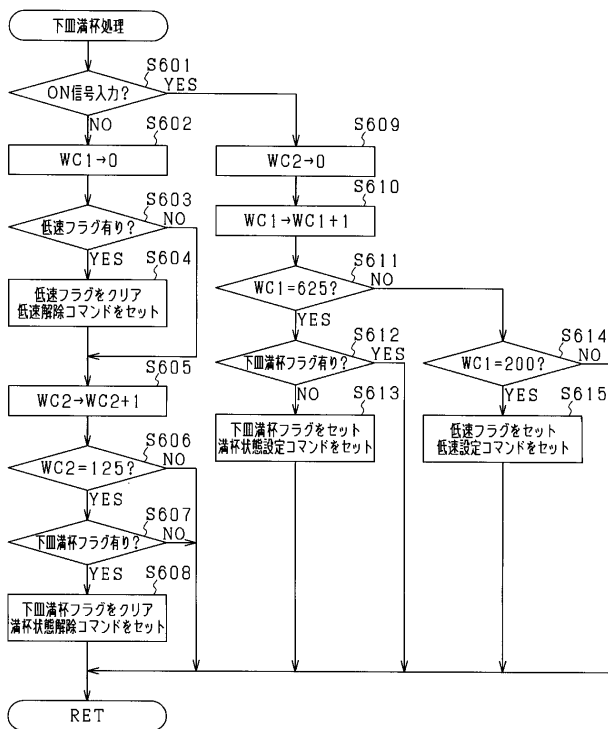 下皿満杯処理
S601
ON信号入力?
YES
NO
S602
WC1→0
S603
低速フラグ有り?
NO
YES
S604
低速フラグをクリア
低速解除コマンドをセット
S605
WC2→WC2+1
S606
WC2=125?
NO
YES
S607
下皿満杯フラグ有り?
NO
YES
S608
下皿満杯フラグをクリア
満杯状態解除コマンドをセット
RET
S609
WC2→0
S610
WC1→WC1+1
S611
WC1=625?
NO
YES
S612
下皿満杯フラグ有り?
YES
NO
S613
下皿満杯フラグをセット
満杯状態設定コマンドをセット
S614
WC1=200?
NO
YES
S615
低速フラグをセット
低速設定コマンドをセット